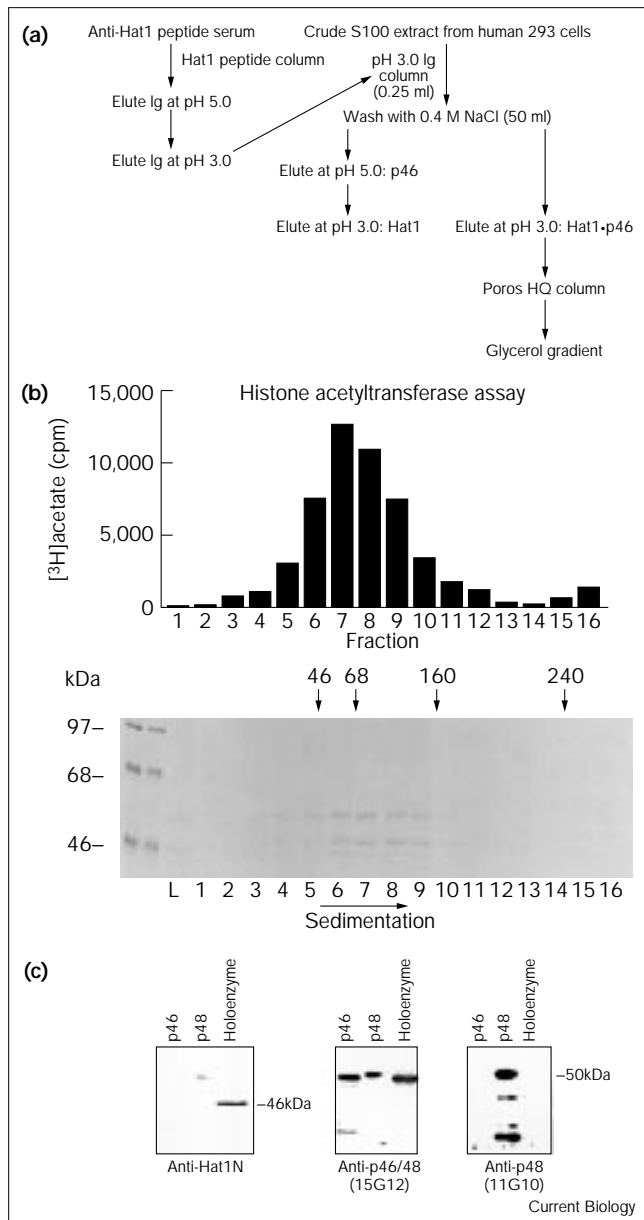 (a)
Anti-Hat1 peptide serum
Crude S100 extract from human 293 cells
Hat1 peptide column
pH 3.0 Ig
column
(0.25 ml)
Elute Ig at pH 5.0
Wash with 0.4 M NaCl (50 ml)
Elute Ig at pH 3.0
Elute at pH 5.0: p46
Elute at pH 3.0: Hat1
Elute at pH 3.0: Hat1•p46
Poros HQ column
Glycerol gradient
(b)
Histone acetyltransferase assay
[³H]acetate (cpm)
15,000
10,000
5,000
0
1 2 3 4 5 6 7 8 9 10 11 12 13 14 15 16
Fraction
kDa
46 68 160 240
97–
68–
46–
L 1 2 3 4 5 6 7 8 9 10 11 12 13 14 15 16
Sedimentation
(c)
p46 p48 Holoenzyme
–46kDa
Anti-Hat1N
p46 p48 Holoenzyme
Anti-p46/48
(15G12)
p46 p48 Holoenzyme
–50kDa
Anti-p48
(11G10)
Current Biology